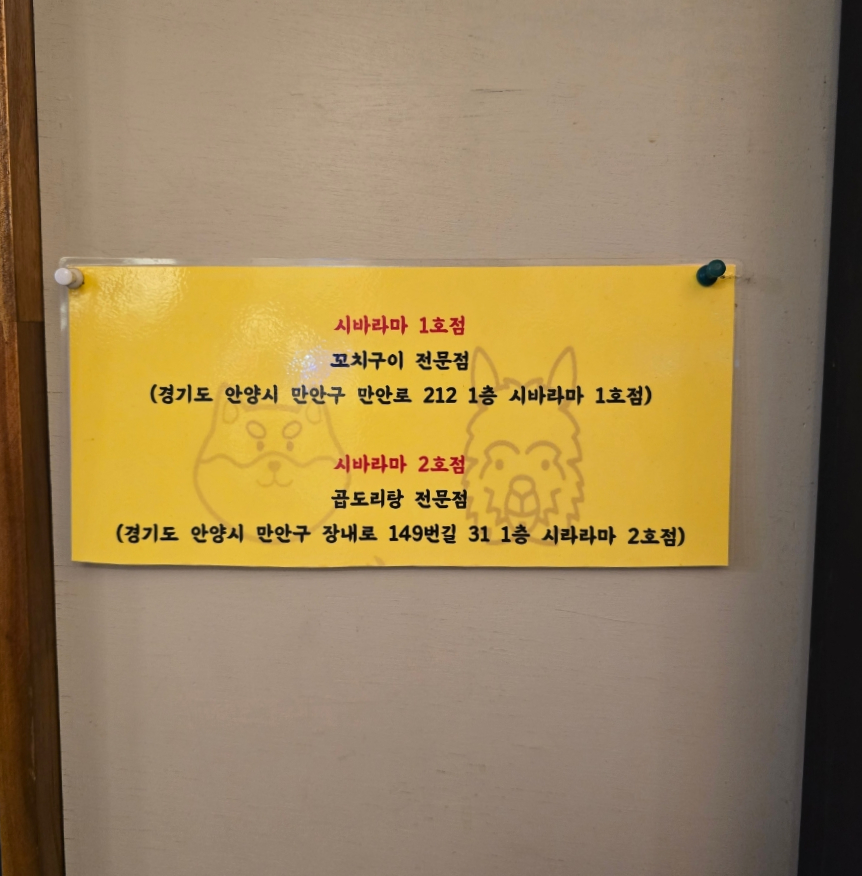 시바라마 1호점
꼬치구이 전문점
(경기도 안양시 만안구 만안로 212 1층 시바라마 1호점)
시바라마 2호점
곱도리탕 전문점
(경기도 안양시 만안구 장내로 149번길 31 1층 시라라마 2호점)